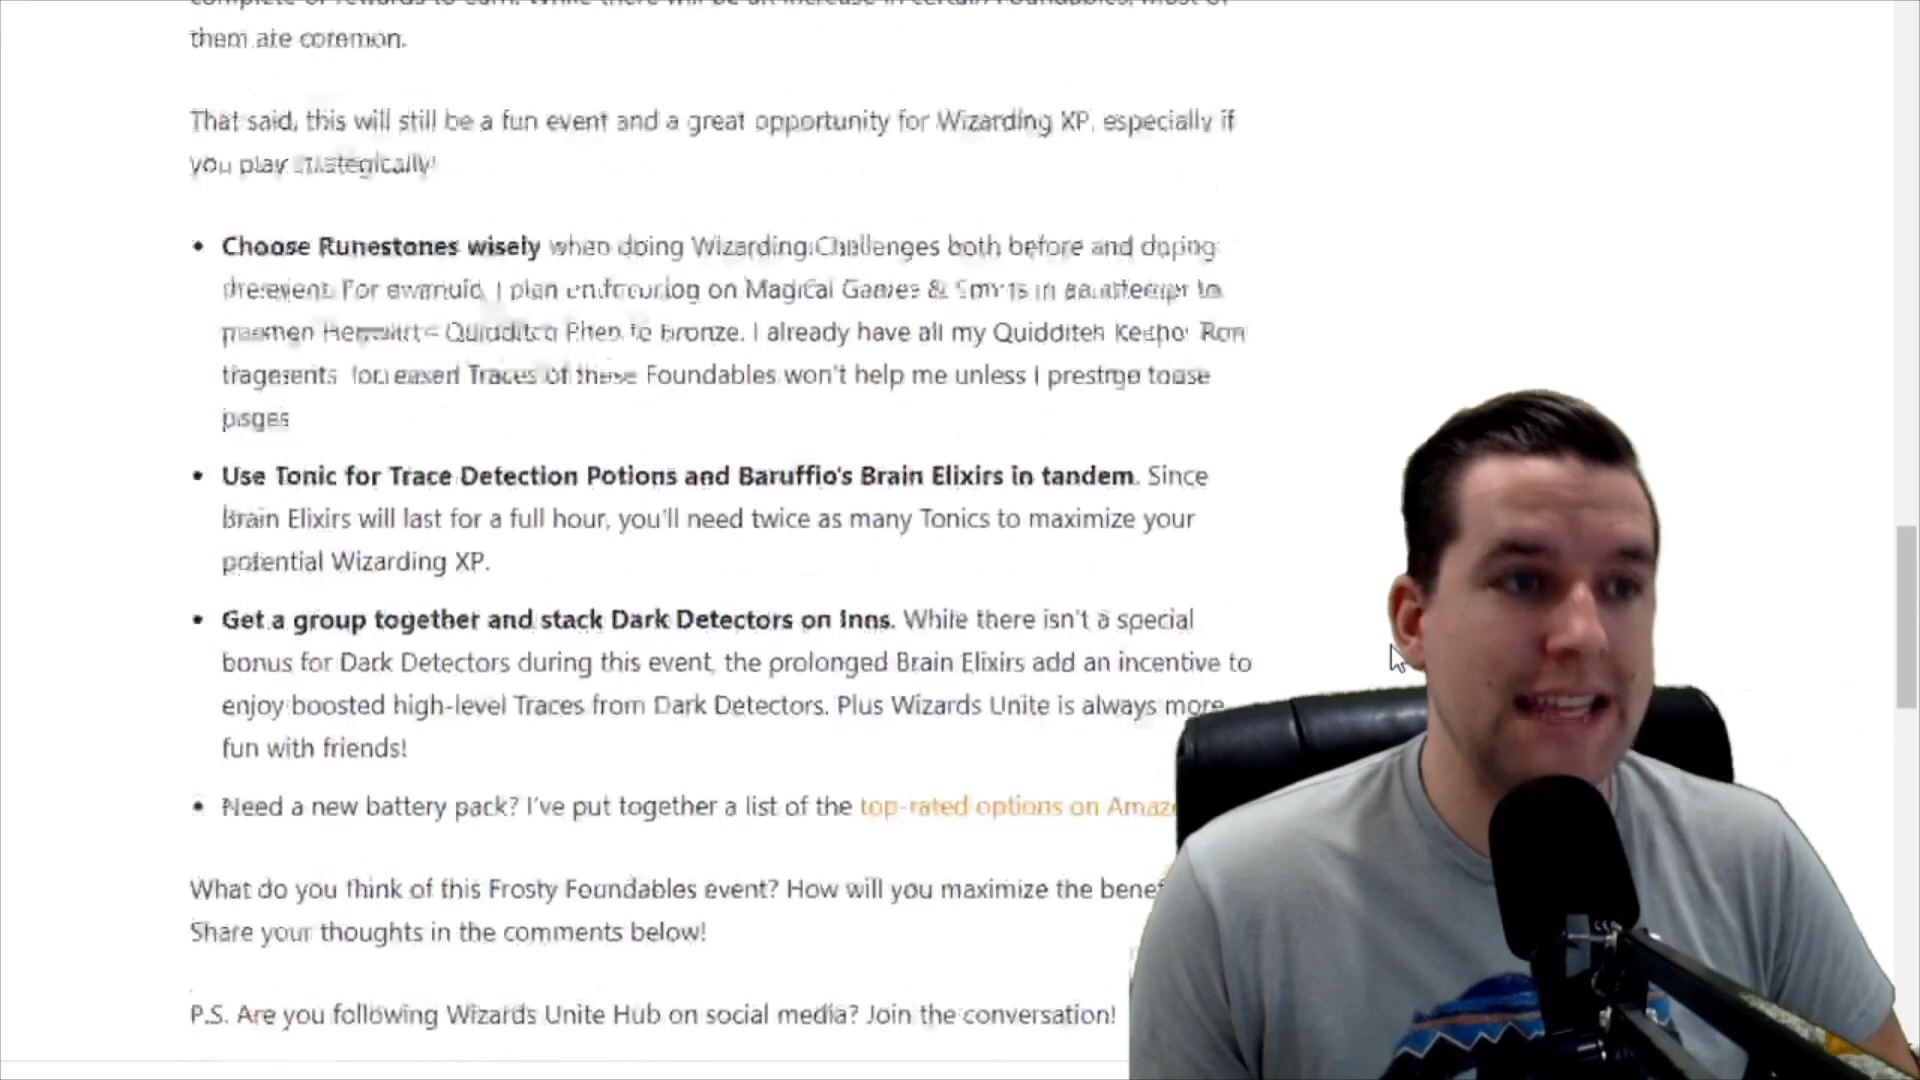 them are common.
That said, this will still be a fun event and a great opportunity for Wizarding XP, especially if
you play strategically!
• Choose Runestones wisely when doing Wizarding Challenges both before and
event. I plan on Magical Games & in
Quidditch to bronze. I already have all my Quidditch Ron
Traces of these Foundables won't help me unless I prestige those
pages
• Use Tonic for Trace Detection Potions and Baruffio's Brain Elixirs in tandem. Since
Brain Elixirs will last for a full hour, you'll need twice as many Tonics to maximize your
potential Wizarding XP.
• Get a group together and stack Dark Detectors on Inns. While there isn't a special
bonus for Dark Detectors during this event, the prolonged Brain Elixirs add an incentive to
enjoy boosted high-level Traces from Dark Detectors. Plus Wizards Unite is always more
fun with friends!
• Need a new battery pack? I've put together a list of the top-rated options on Amaz
What do you think of this Frosty Foundables event? How will you maximize the benef
Share your thoughts in the comments below!
P.S. Are you following Wizards Unite Hub on social media? Join the conversation!